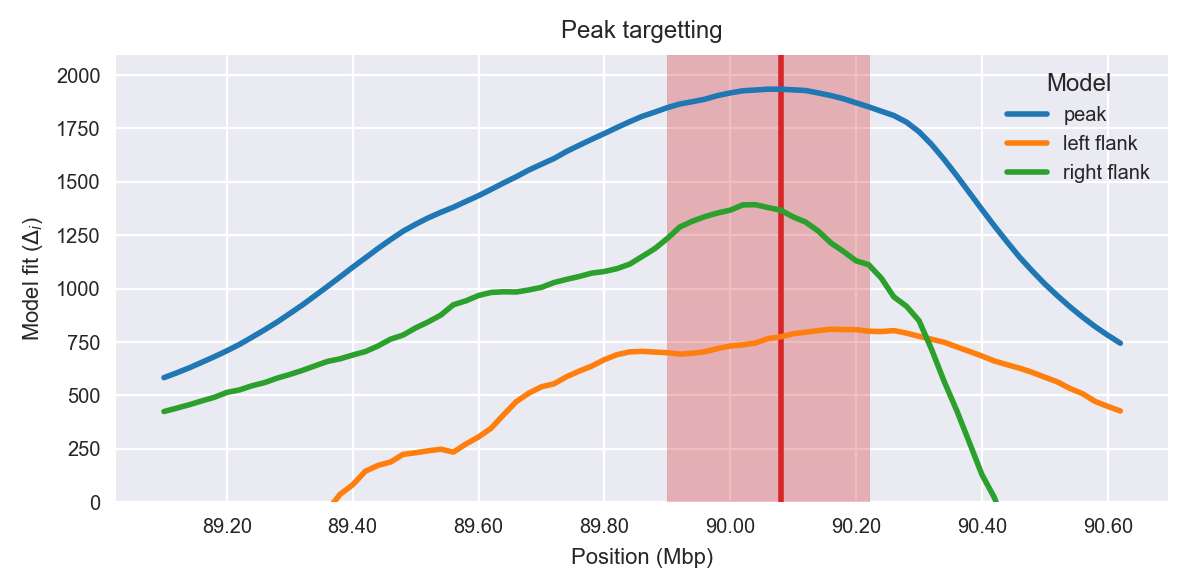 Peak targetting
Model fit (Δᵢ)
2000
1750
1500
1250
1000
750
500
250
0
Model
peak
left flank
right flank
89.20 89.40 89.60 89.80 90.00 90.20 90.40 90.60
Position (Mbp)